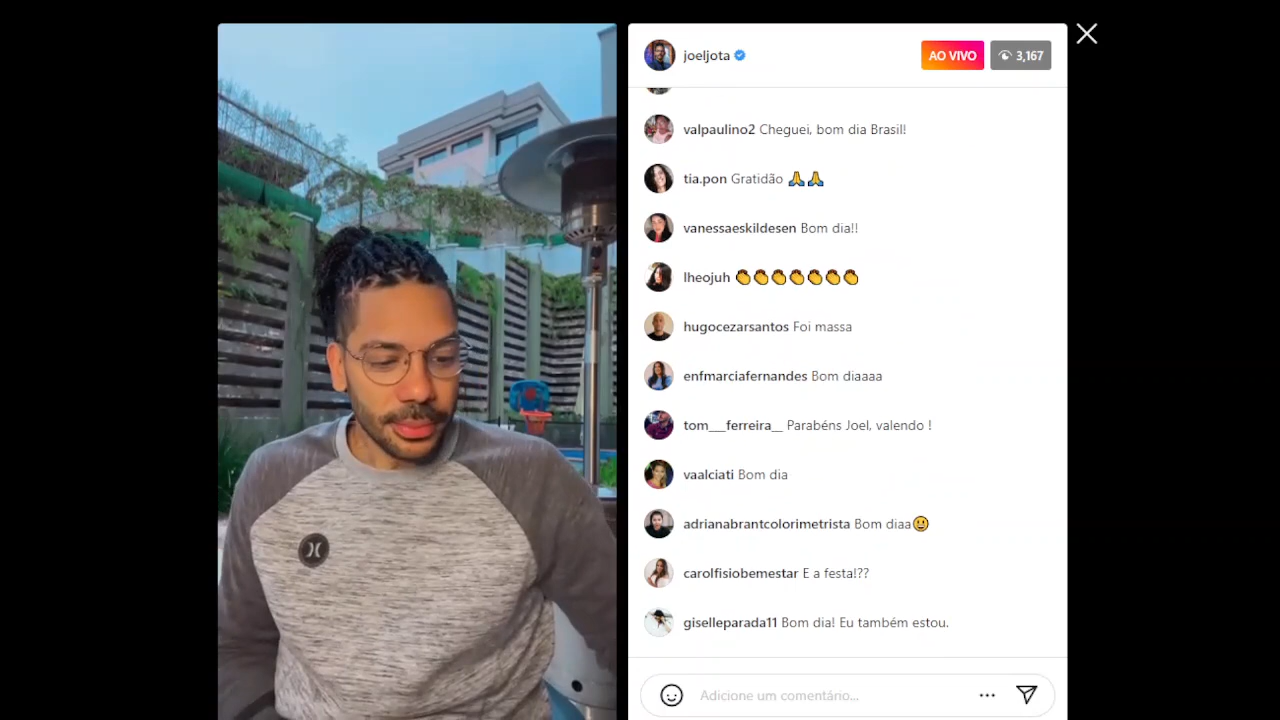 joeljota
AO VIVO
3,167
valpaulino2 Cheguei, bom dia Brasil!
tia.pon Gratidão 🙏🙏
vanessaeskildesen Bom dia!!
lheojuh 👏👏👏👏👏👏👏
hugocezarsantos Foi massa
enfmarciafernandes Bom diaaaa
tom___ferreira__ Parabéns Joel, valendo !
vaalciati Bom dia
adrianabrantcolorimetrista Bom diaa😃
carolfisiobemestar E a festa!??
giselleparada11 Bom dia! Eu também estou.
Adicione um comentário...